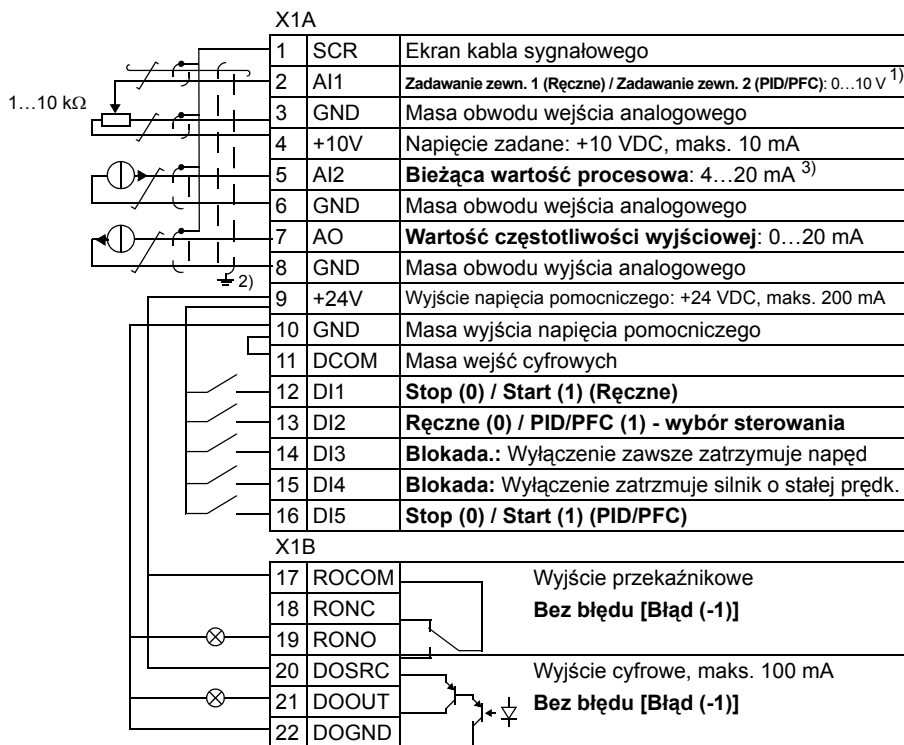 X1A
1 SCR Ekran kabla sygnałowego
2 AI1 Zadawanie zewn. 1 (Ręczne) / Zadawanie zewn. 2 (PID/PFC): 0…10 V 1)
1…10 kΩ
3 GND Masa obwodu wejścia analogowego
4 +10V Napięcie zadane: +10 VDC, maks. 10 mA
5 AI2 Bieżąca wartość procesowa: 4…20 mA 3)
6 GND Masa obwodu wejścia analogowego
7 AO Wartość częstotliwości wyjściowej: 0…20 mA
8 GND Masa obwodu wyjścia analogowego
2)
9 +24V Wyjście napięcia pomocniczego: +24 VDC, maks. 200 mA
10 GND Masa wyjścia napięcia pomocniczego
11 DCOM Masa wejść cyfrowych
12 DI1 Stop (0) / Start (1) (Ręczne)
13 DI2 Ręczne (0) / PID/PFC (1) - wybór sterowania
14 DI3 Blokada.: Wyłączenie zawsze zatrzymuje napęd
15 DI4 Blokada: Wyłączenie zatrzmuje silnik o stałej prędk.
16 DI5 Stop (0) / Start (1) (PID/PFC)
X1B
17 ROCOM Wyjście przekaźnikowe
18 RONC Bez błędu [Błąd (-1)]
19 RONO
20 DOSRC Wyjście cyfrowe, maks. 100 mA
21 DOOUT Bez błędu [Błąd (-1)]
22 DOGND